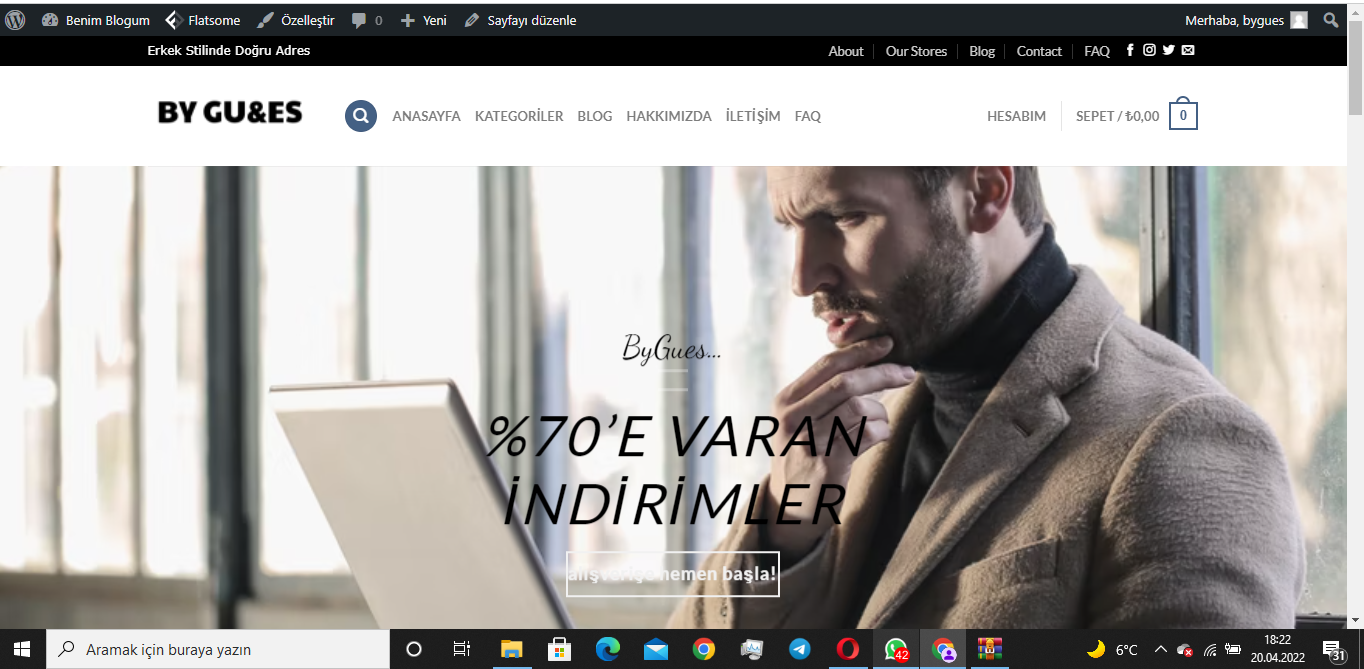 Benim Blogum Flatsome Özelleştir 0 Yeni Sayfayı düzenle Merhaba, bygues
Erkek Stilinde Doğru Adres About Our Stores Blog Contact FAQ
BY GU&ES ANASAYFA KATEGORİLER BLOG HAKKIMIZDA İLETİŞİM FAQ HESABIM SEPET / ₺0,00 0
ByGues...
%70’E VARAN
İNDİRİMLER
alışverişe hemen başla!
Aramak için buraya yazın 42 6°C 18:22
20.04.2022 31